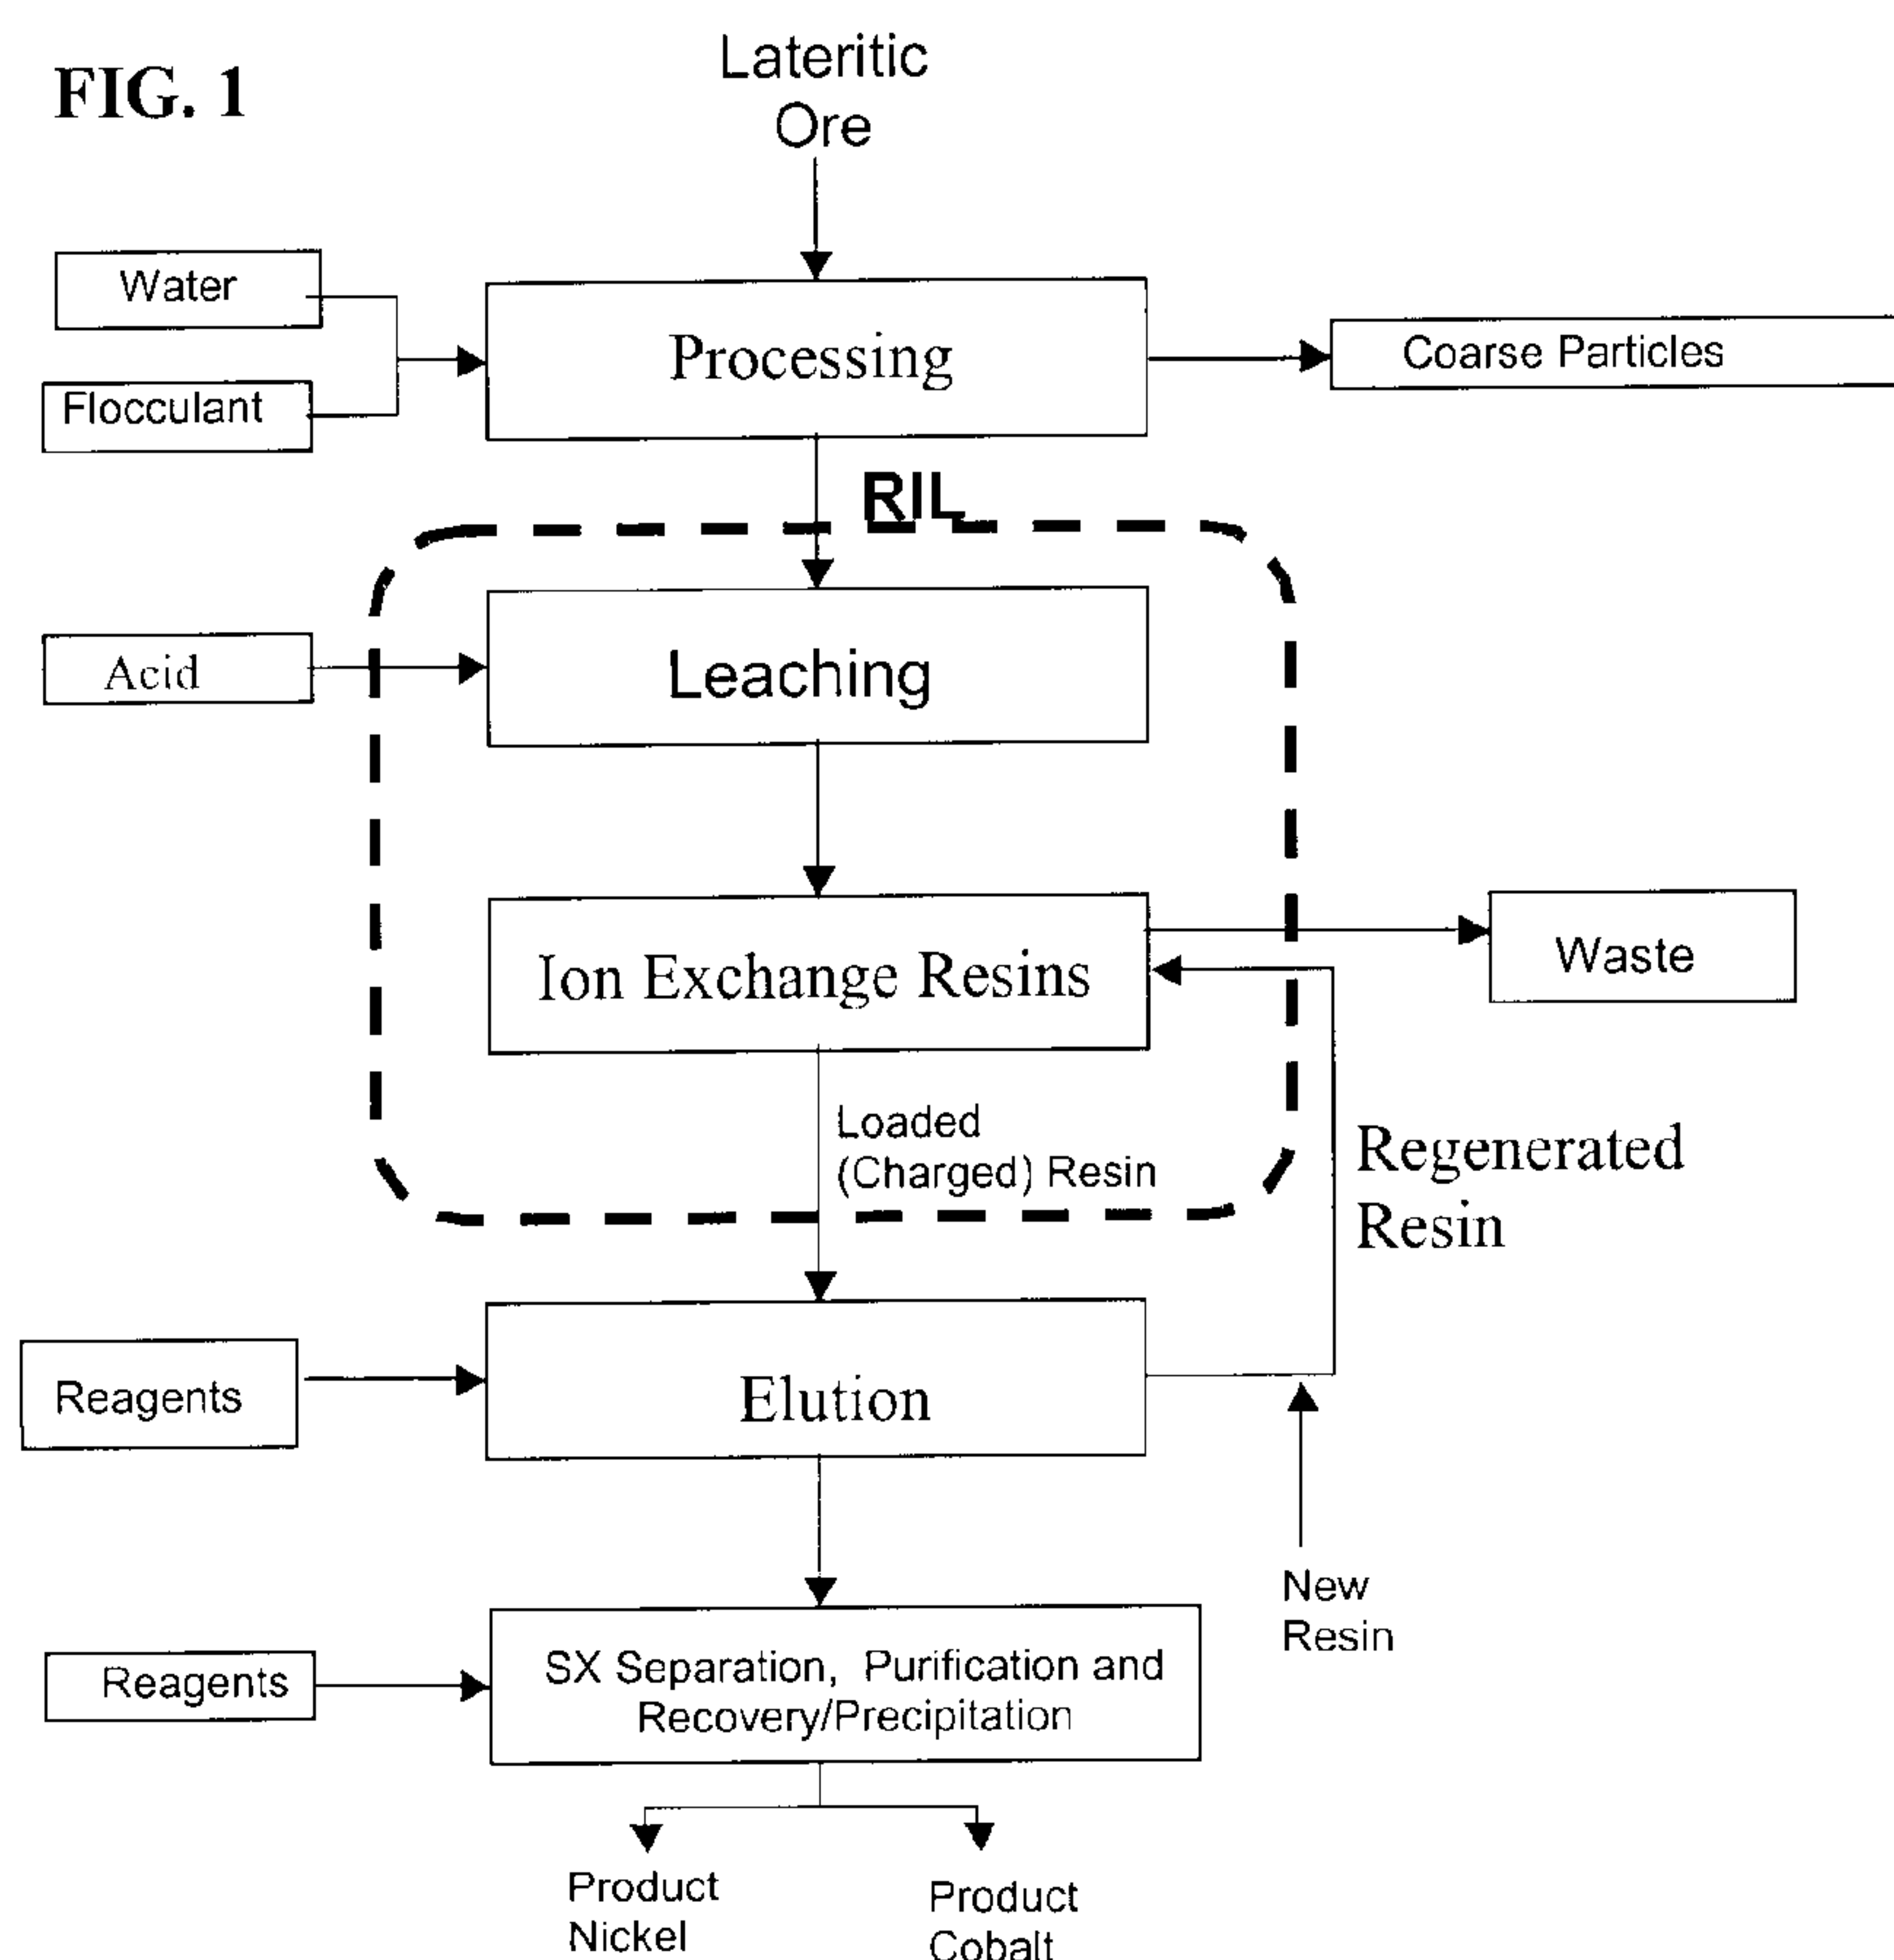 FIG. 1
Lateritic
Ore
Water
Processing
Coarse Particles
Flocculant
RIL
Acid
Leaching
Ion Exchange Resins
Waste
Loaded
(Charged) Resin
Regenerated
Resin
Reagents
Elution
New
Resin
Reagents
SX Separation, Purification and
Recovery/Precipitation
Product
Nickel
Product
Cobalt